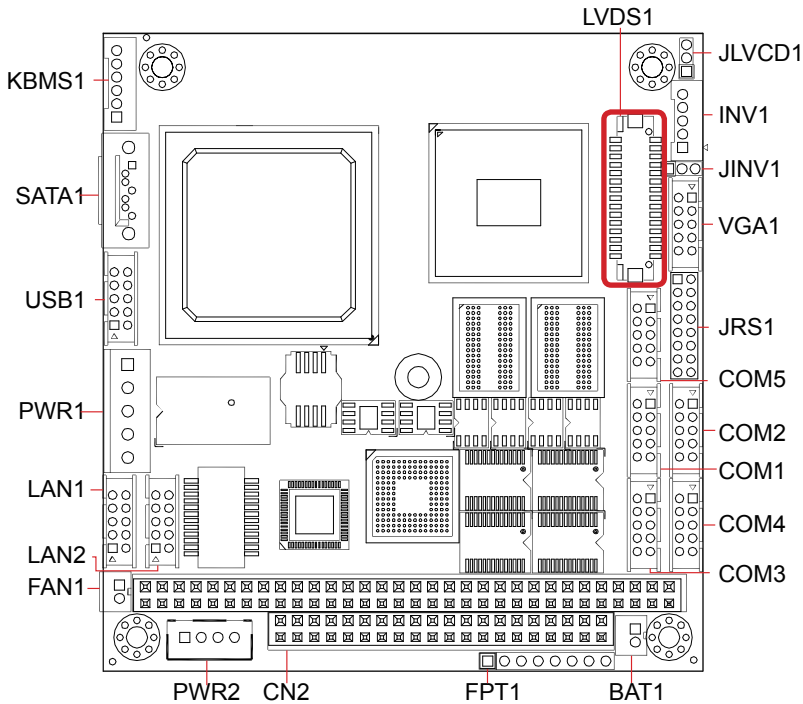 LVDS1
JLVCD1
KBMS1
INV1
JINV1
SATA1
VGA1
USB1
JRS1
COM5
PWR1
COM2
COM1
LAN1
COM4
LAN2
COM3
FAN1
PWR2
CN2
FPT1
BAT1